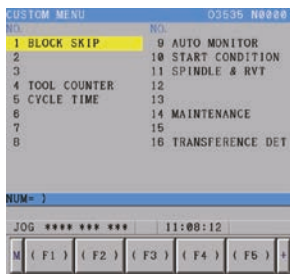 CUSTOM MENU O3535 N0000
NO. NO.
1 BLOCK SKIP 9 AUTO MONITOR
2 10 START CONDITION
3 11 SPINDLE & RVT
4 TOOL COUNTER 12
5 CYCLE TIME 13
6 14 MAINTENANCE
7 15
8 16 TRANSFERENCE DET
NUM= )
JOG **** *** *** 11:08:12
M ( F1 ) ( F2 ) ( F3 ) ( F4 ) ( F5 ) +